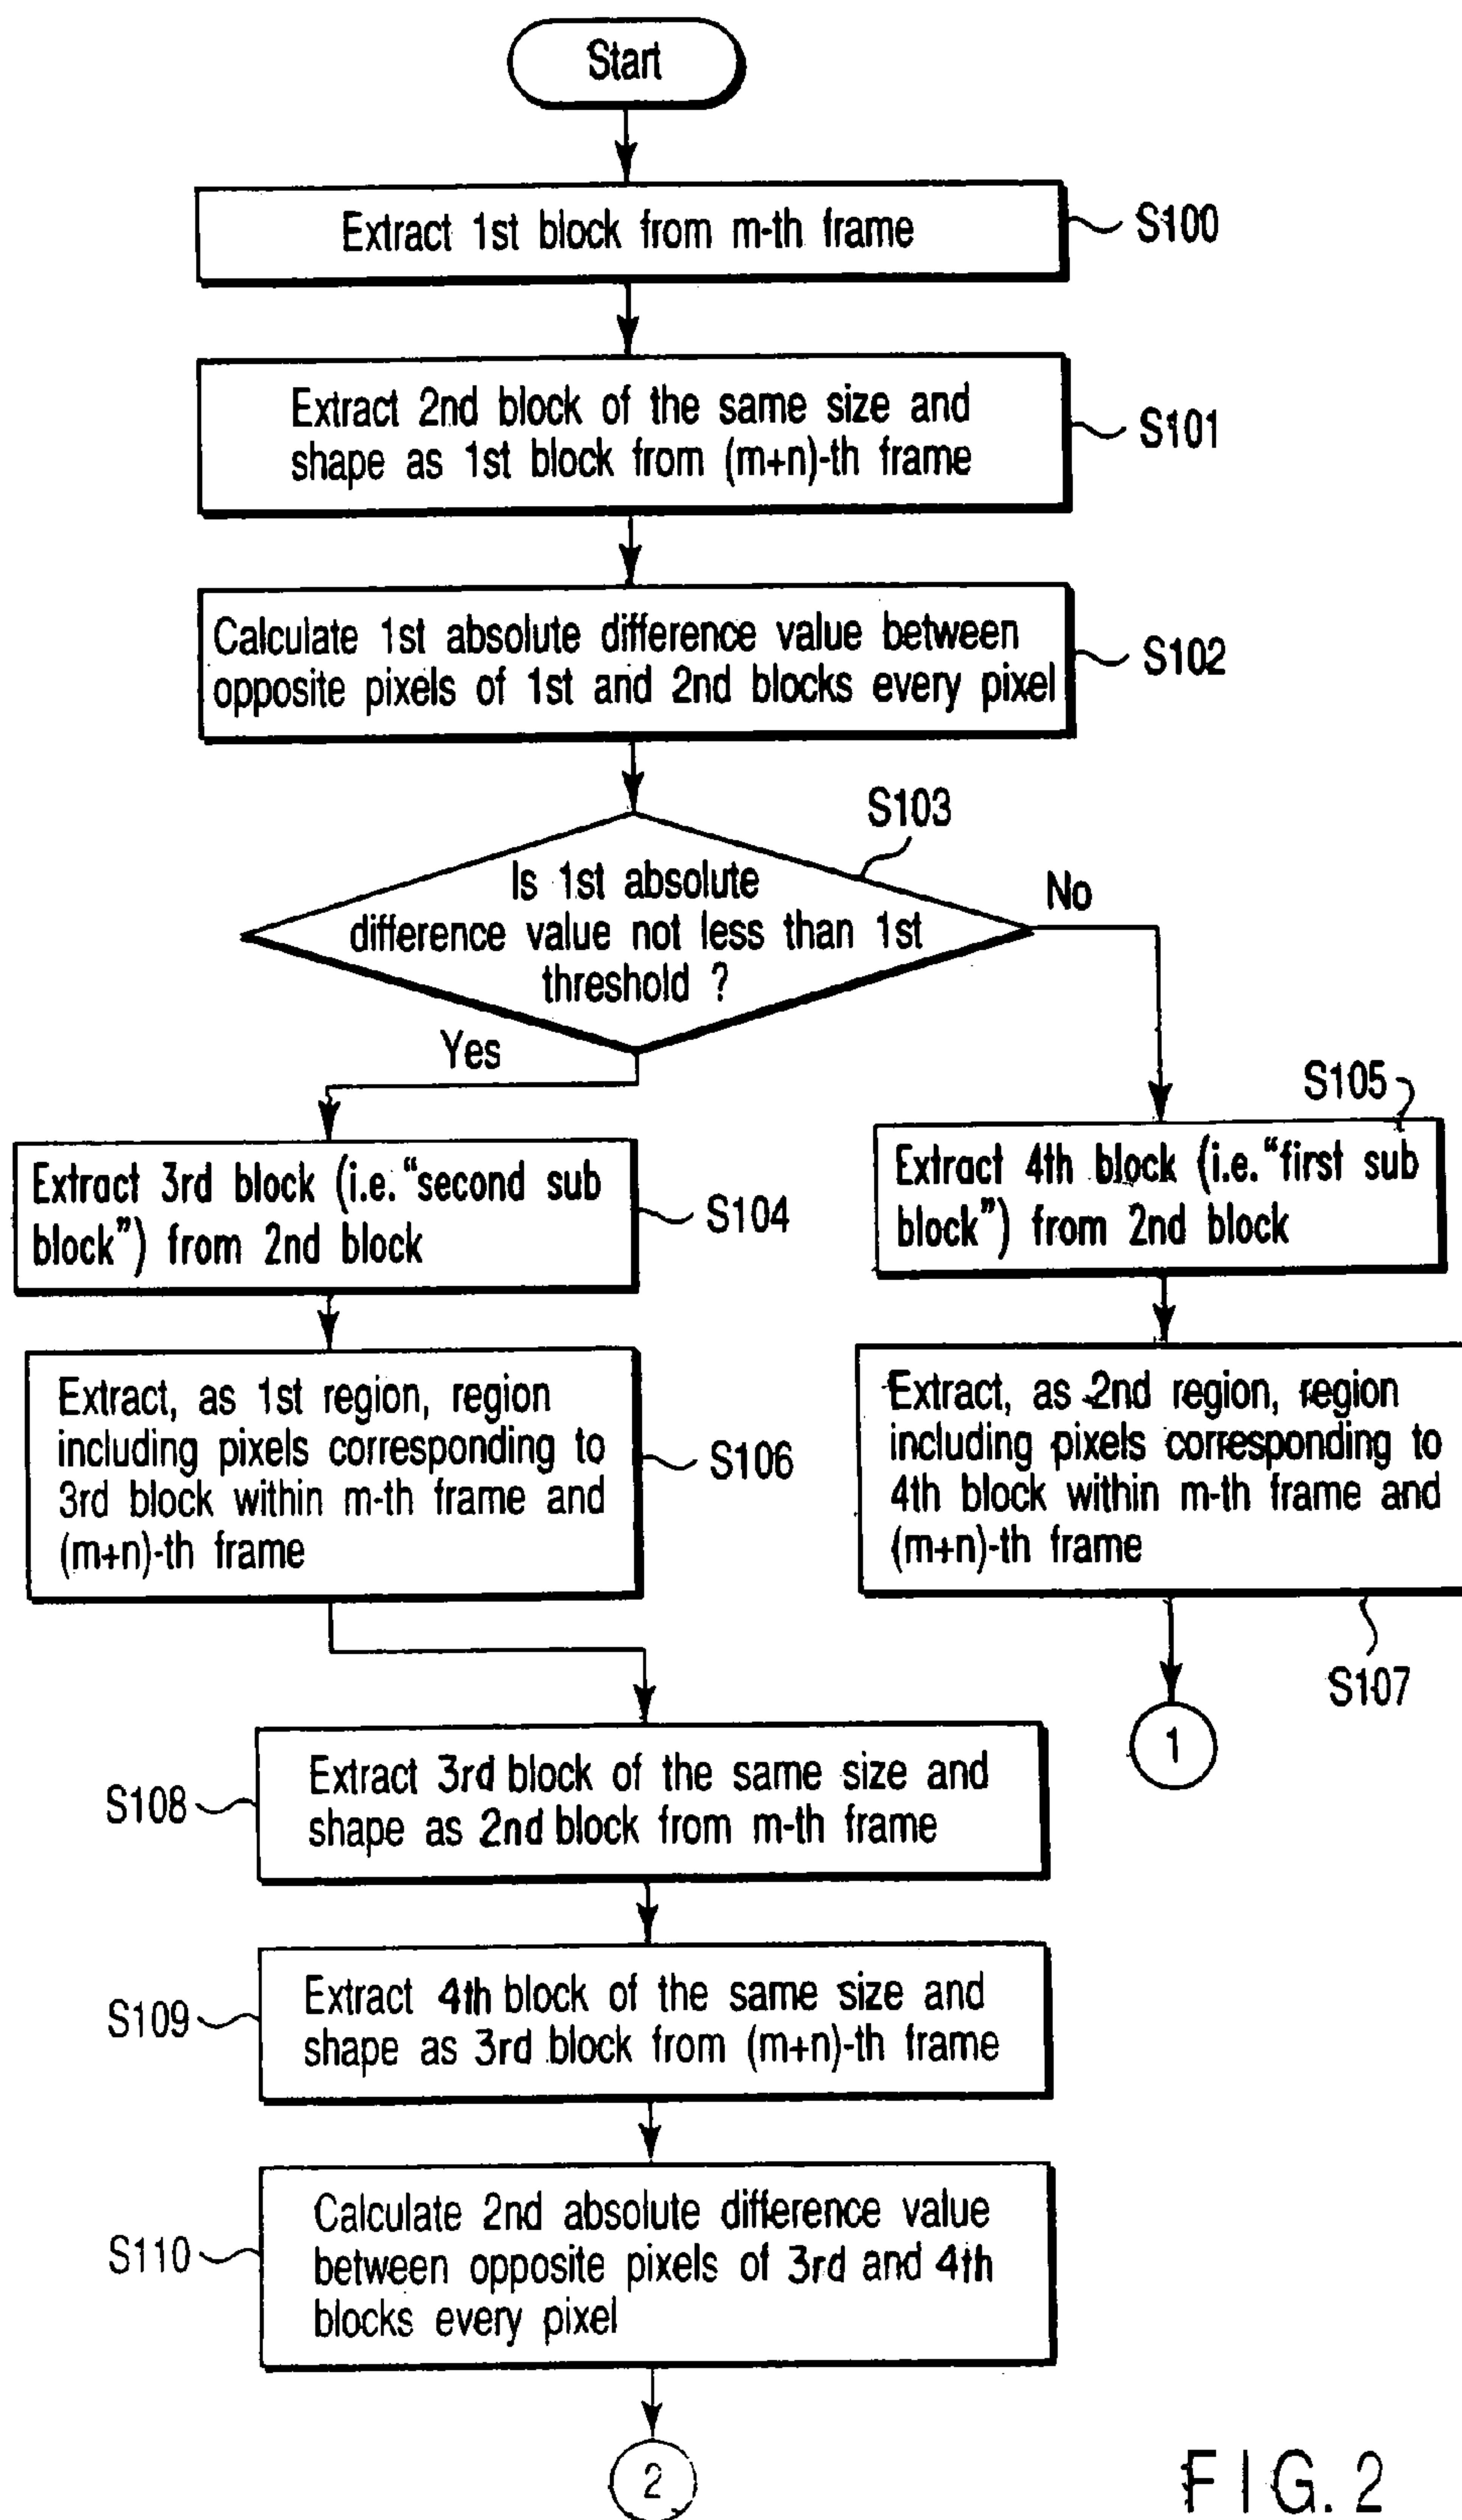 Start
Extract 1st block from m-th frame
S100
Extract 2nd block of the same size and
shape as 1st block from (m+n)-th frame
S101
Calculate 1st absolute difference value between
opposite pixels of 1st and 2nd blocks every pixel
S102
S103
Is 1st absolute
difference value not less than 1st
threshold ?
No
Yes
S105
Extract 3rd block (i.e. “second sub
block”) from 2nd block
S104
Extract 4th block (i.e. “first sub
block”) from 2nd block
Extract, as 1st region, region
including pixels corresponding to
3rd block within m-th frame and
(m+n)-th frame
S106
Extract, as 2nd region, region
including pixels corresponding to
4th block within m-th frame and
(m+n)-th frame
S107
1
S108
Extract 3rd block of the same size and
shape as 2nd block from m-th frame
S109
Extract 4th block of the same size and
shape as 3rd block from (m+n)-th frame
S110
Calculate 2nd absolute difference value
between opposite pixels of 3rd and 4th
blocks every pixel
2
FIG. 2